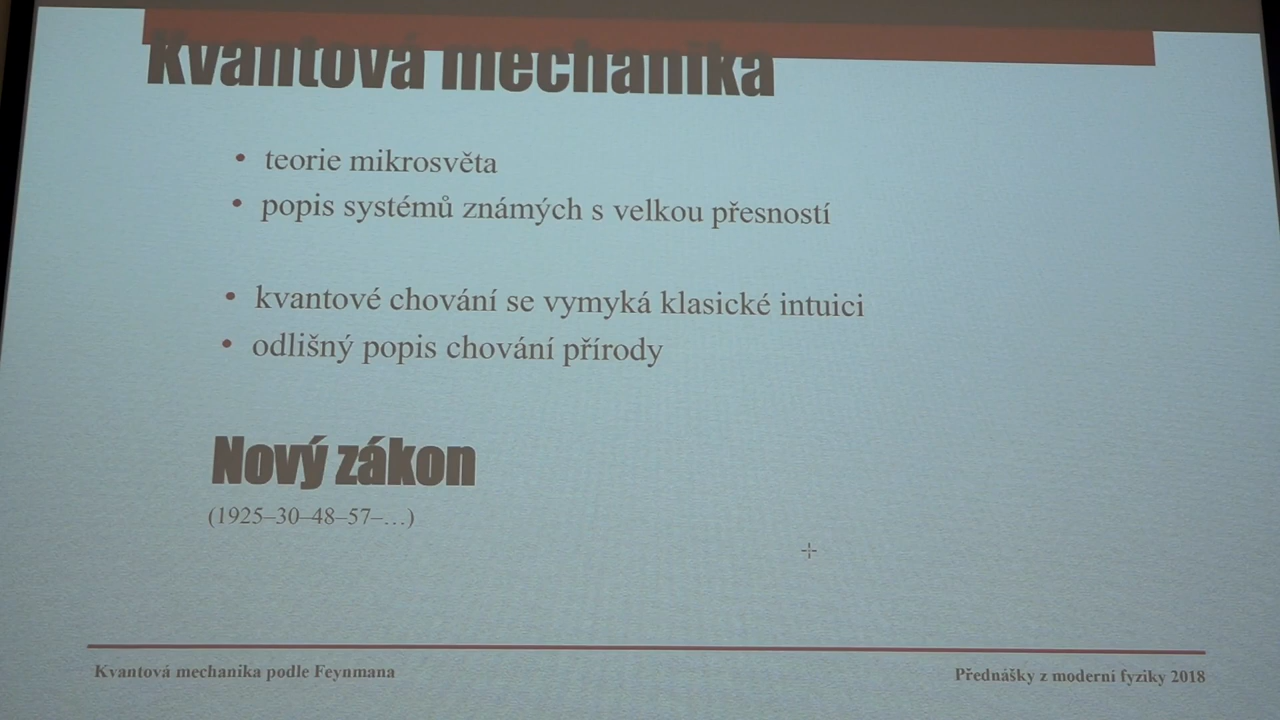 Kvantová mechanika
• teorie mikrosvěta
• popis systémů známých s velkou přesností
• kvantové chování se vymyká klasické intuici
• odlišný popis chování přírody
Nový zákon
(1925–30–48–57–…)
Kvantová mechanika podle Feynmana
Přednášky z moderní fyziky 2018